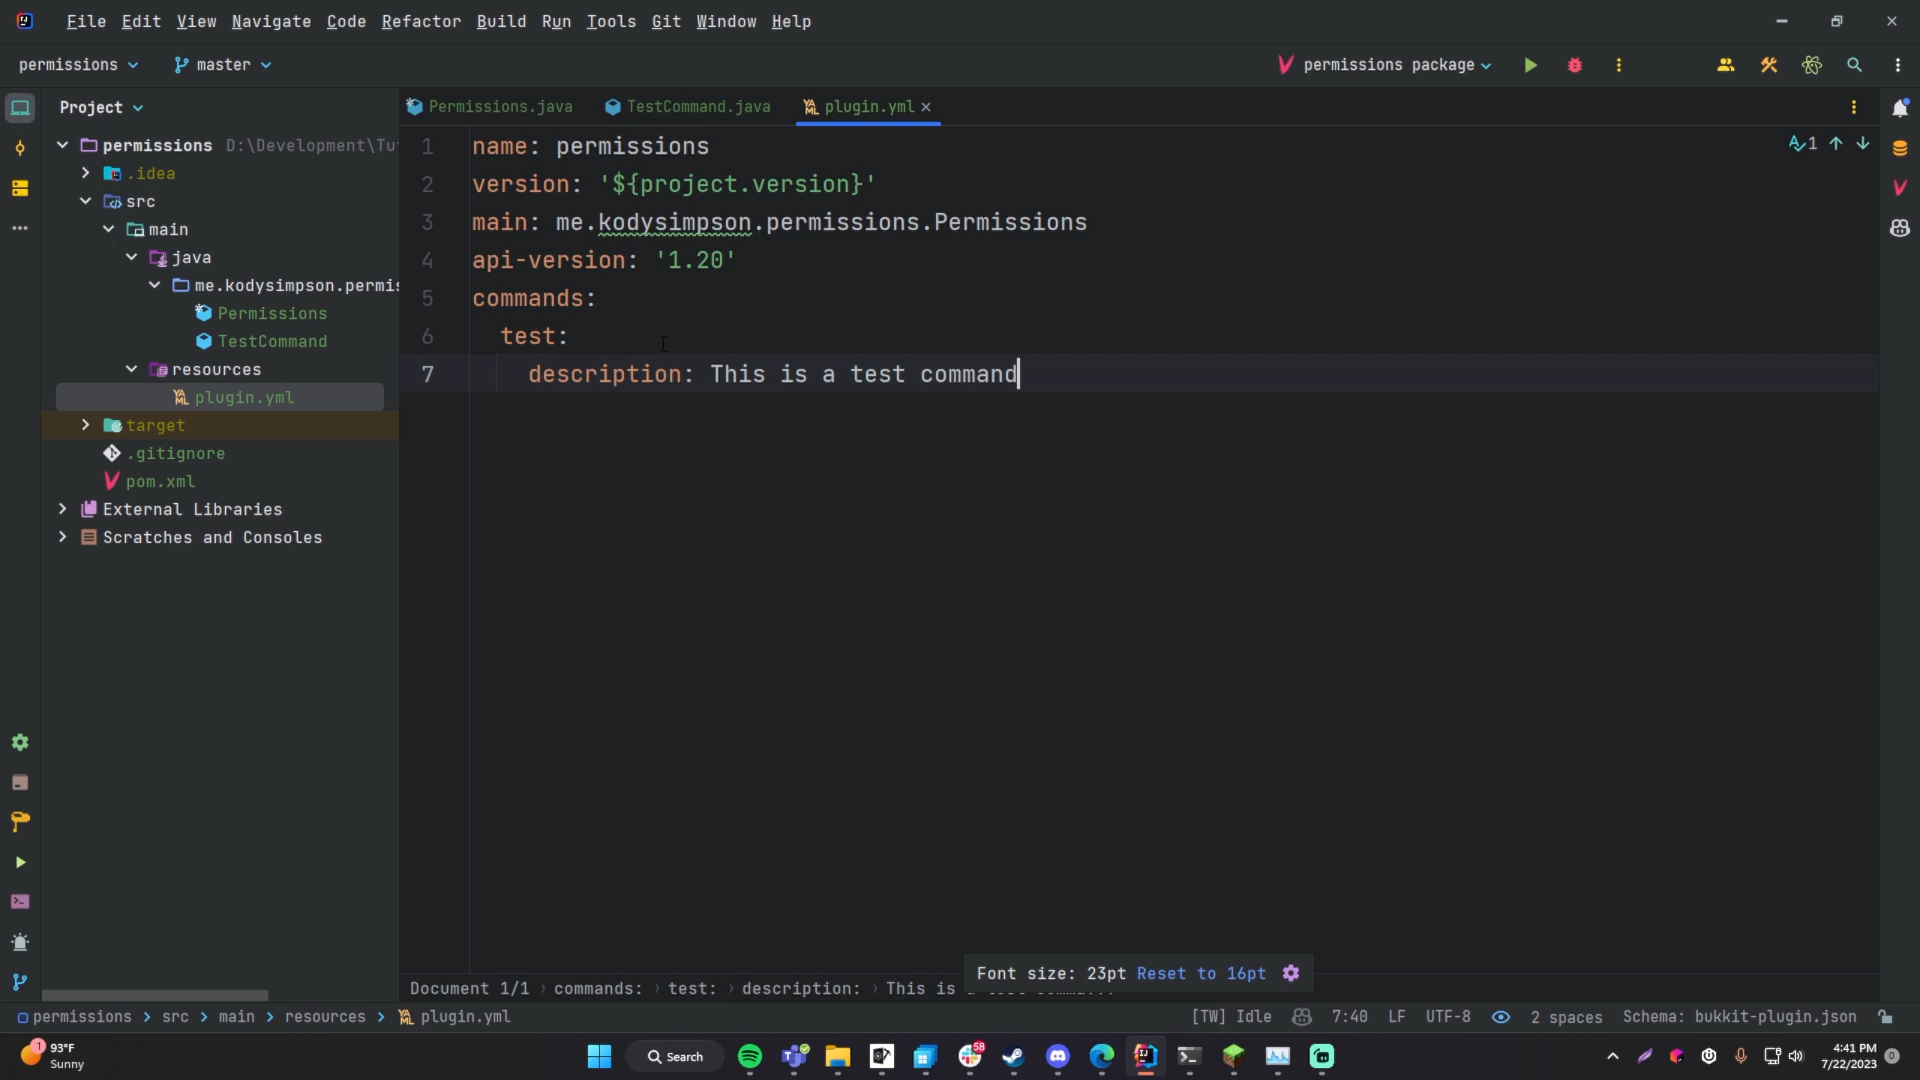 File Edit View Navigate Code Refactor Build Run Tools Git Window Help
permissions master permissions package
Project
Permissions.java TestCommand.java plugin.yml
permissions D:\Development\Tu
.idea
src
main
java
me.kodysimpson.permis
Permissions
TestCommand
resources
plugin.yml
target
.gitignore
pom.xml
External Libraries
Scratches and Consoles
1 name: permissions
2 version: '${project.version}'
3 main: me.kodysimpson.permissions.Permissions
4 api-version: '1.20'
5 commands:
6 test:
7 description: This is a test command
1
Font size: 23pt Reset to 16pt
Document 1/1 › commands: › test: › description: › This is
permissions > src > main > resources > plugin.yml
[TW] Idle 7:40 LF UTF-8 2 spaces Schema: bukkit-plugin.json
1
93°F
Sunny
Search
58
4:41 PM
7/22/2023
0